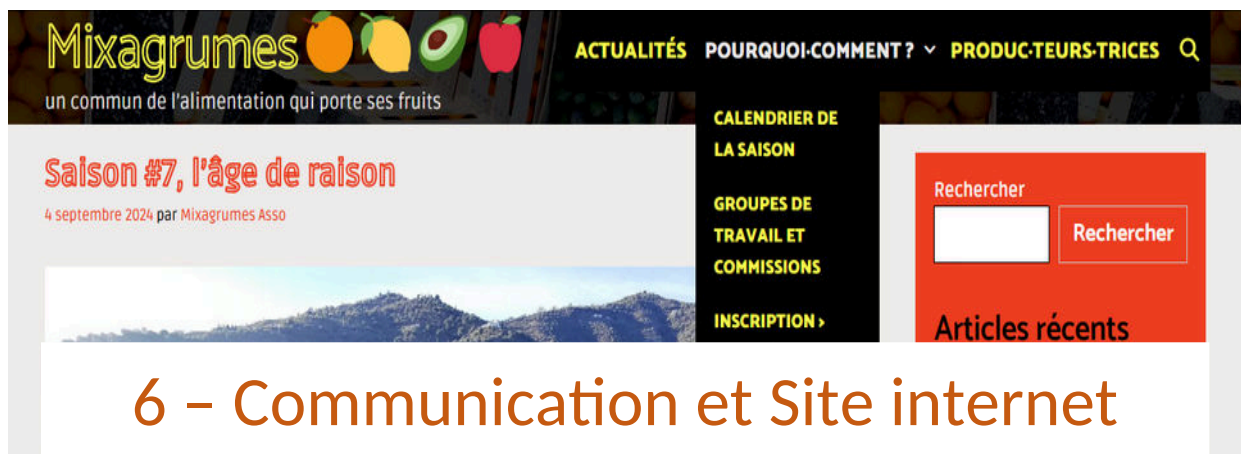 Mixagrumes
un commun de l'alimentation qui porte ses fruits
ACTUALITÉS POURQUOI·COMMENT ? PRODUC·TEURS·TRICES
CALENDRIER DE
LA SAISON
GROUPES DE
TRAVAIL ET
COMMISSIONS
INSCRIPTION ›
Saison #7, l'âge de raison
4 septembre 2024 par Mixagrumes Asso
Rechercher
Rechercher
Articles récents
6 – Communication et Site internet